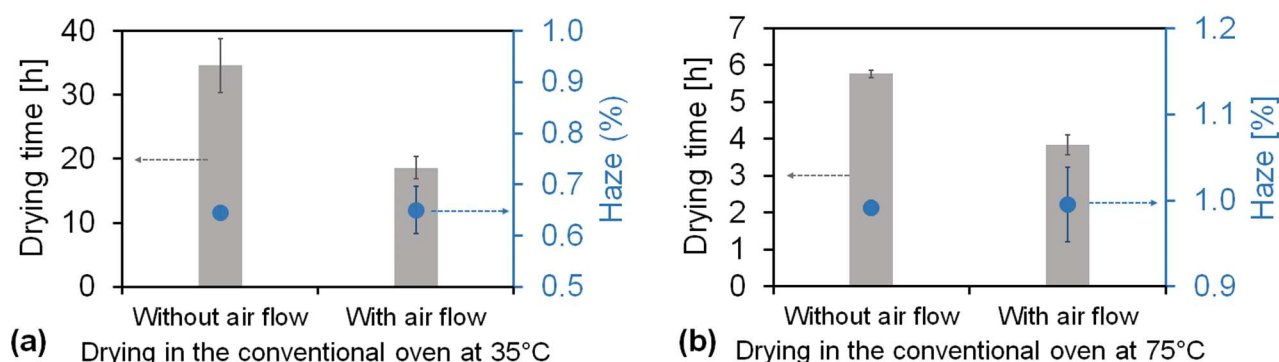 40
30
20
10
0
Drying time [h]
1.0
0.9
0.8
0.7
0.6
0.5
Haze (%)
Without air flow
With air flow
(a)
Drying in the conventional oven at 35°C
7
6
5
4
3
2
1
0
Drying time [h]
1.2
1.1
1.0
0.9
Haze [%]
Without air flow
With air flow
(b)
Drying in the conventional oven at 75°C